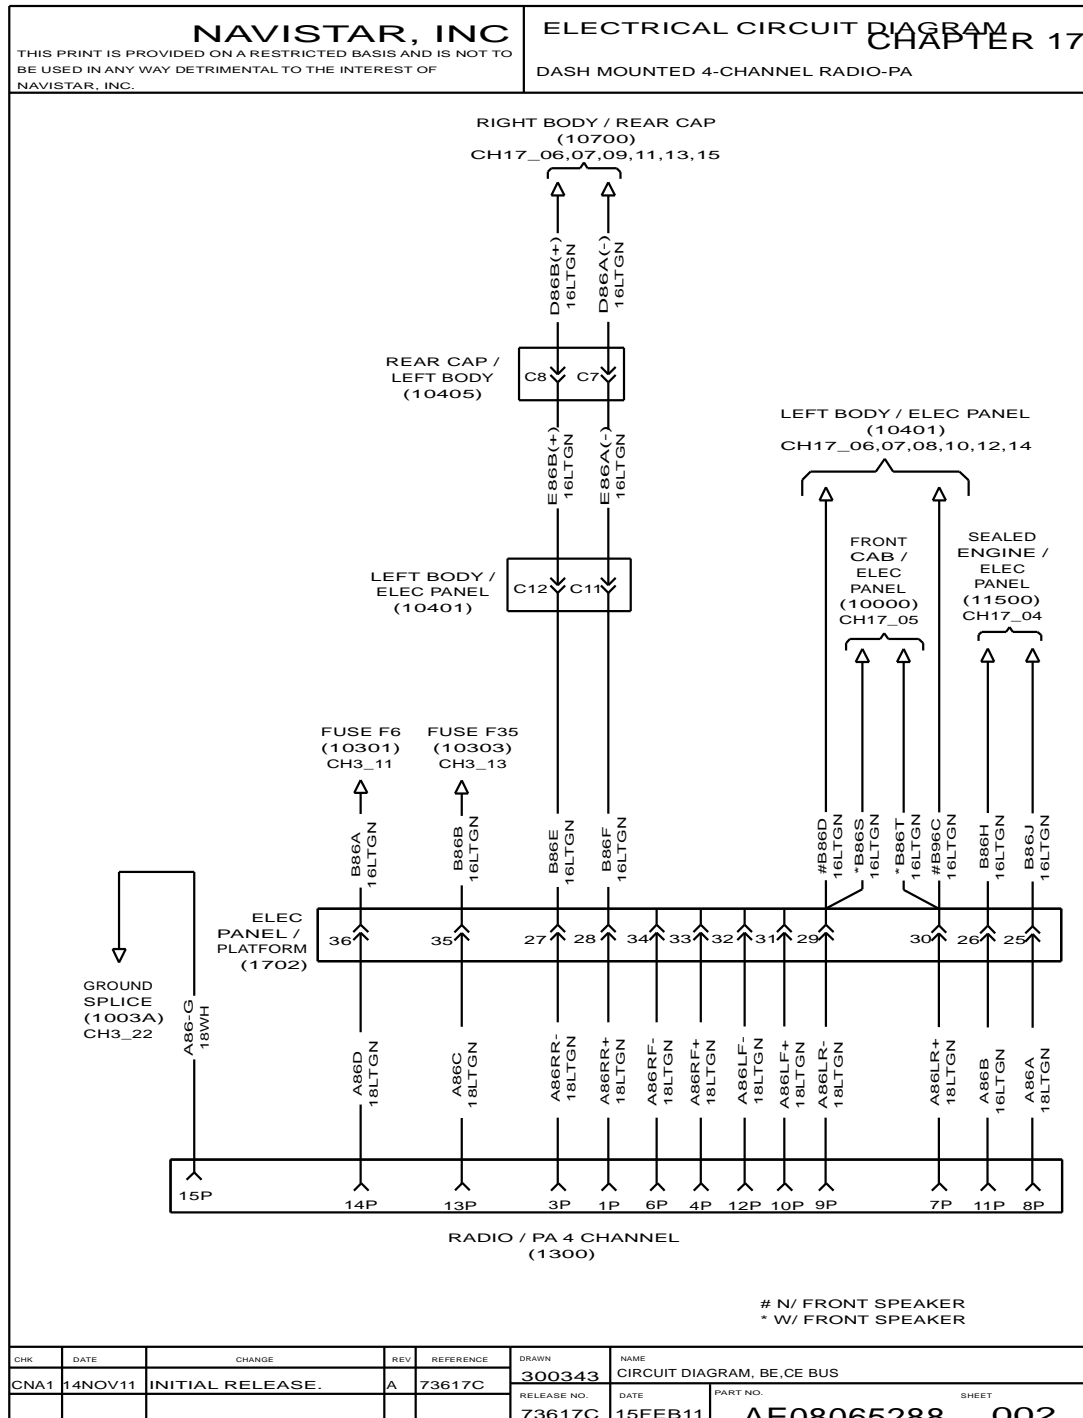 NAVISTAR, INC
THIS PRINT IS PROVIDED ON A RESTRICTED BASIS AND IS NOT TO
BE USED IN ANY WAY DETRIMENTAL TO THE INTEREST OF
NAVISTAR, INC.
ELECTRICAL CIRCUIT DIAGRAM
CHAPTER 17
DASH MOUNTED 4-CHANNEL RADIO-PA
RIGHT BODY / REAR CAP
(10700)
CH17_06,07,09,11,13,15
D86B(+)
16LTGN
D86A(-)
16LTGN
REAR CAP /
LEFT BODY
(10405)
C8
C7
E86B(+)
16LTGN
E86A(-)
16LTGN
LEFT BODY / ELEC PANEL
(10401)
CH17_06,07,08,10,12,14
FRONT
CAB /
ELEC
PANEL
(10000)
CH17_05
SEALED
ENGINE /
ELEC
PANEL
(11500)
CH17_04
LEFT BODY /
ELEC PANEL
(10401)
C12
C11
FUSE F6
(10301)
CH3_11
FUSE F35
(10303)
CH3_13
B86A
16LTGN
B86B
16LTGN
B86E
16LTGN
B86F
16LTGN
#B86D
16LTGN
*B86S
16LTGN
*B86T
16LTGN
#B96C
16LTGN
B86H
16LTGN
B86J
16LTGN
ELEC
PANEL /
PLATFORM
(1702)
36
35
27
28
34
33
32
31
29
30
26
25
GROUND
SPLICE
(1003A)
CH3_22
A86-G
18WH
A86D
18LTGN
A86C
18LTGN
A86RR-
18LTGN
A86RR+
18LTGN
A86RF-
18LTGN
A86RF+
18LTGN
A86LF-
18LTGN
A86LF+
18LTGN
A86LR-
18LTGN
A86LR+
18LTGN
A86B
16LTGN
A86A
18LTGN
15P
14P
13P
3P
1P
6P
4P
12P
10P
9P
7P
11P
8P
RADIO / PA 4 CHANNEL
(1300)
# N/ FRONT SPEAKER
* W/ FRONT SPEAKER
CHK
DATE
CHANGE
REV
REFERENCE
CNA1
14NOV11
INITIAL RELEASE.
A
73617C
DRAWN
300343
NAME
CIRCUIT DIAGRAM, BE,CE BUS
RELEASE NO.
73617C
DATE
15FEB11
PART NO.
AE08065288
SHEET
002